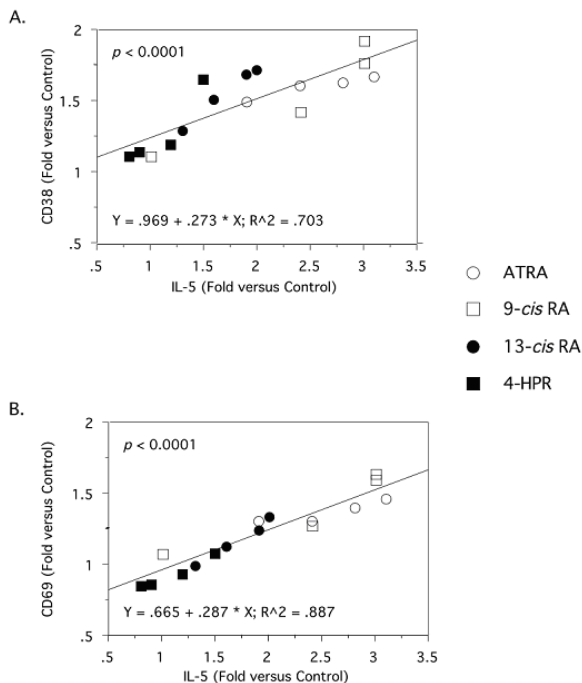 A.
CD38 (Fold versus Control)
2
1.5
1
.5
p < 0.0001
Y = .969 + .273 * X; R^2 = .703
.5 1 1.5 2 2.5 3 3.5
IL-5 (Fold versus Control)
ATRA
9-cis RA
13-cis RA
4-HPR
B.
CD69 (Fold versus Control)
2
1.5
1
.5
p < 0.0001
Y = .665 + .287 * X; R^2 = .887
.5 1 1.5 2 2.5 3 3.5
IL-5 (Fold versus Control)